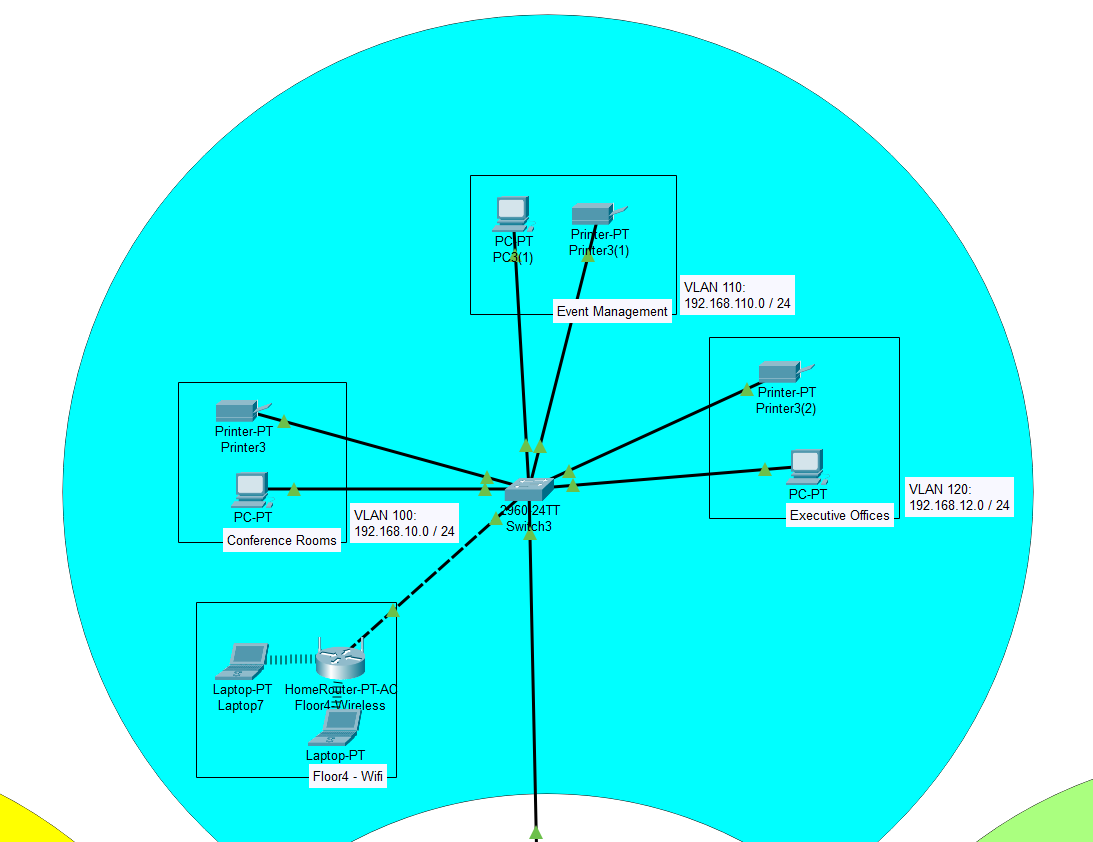 PC-PT
PC3(1)
Printer-PT
Printer3(1)
Event Management
VLAN 110:
192.168.110.0 / 24
Printer-PT
Printer3(2)
PC-PT
Executive Offices
VLAN 120:
192.168.12.0 / 24
Printer-PT
Printer3
PC-PT
Conference Rooms
VLAN 100:
192.168.10.0 / 24
2960-24TT
Switch3
Laptop-PT
Laptop7
HomeRouter-PT-AC
Floor4-Wireless
Laptop-PT
Floor4 - Wifi